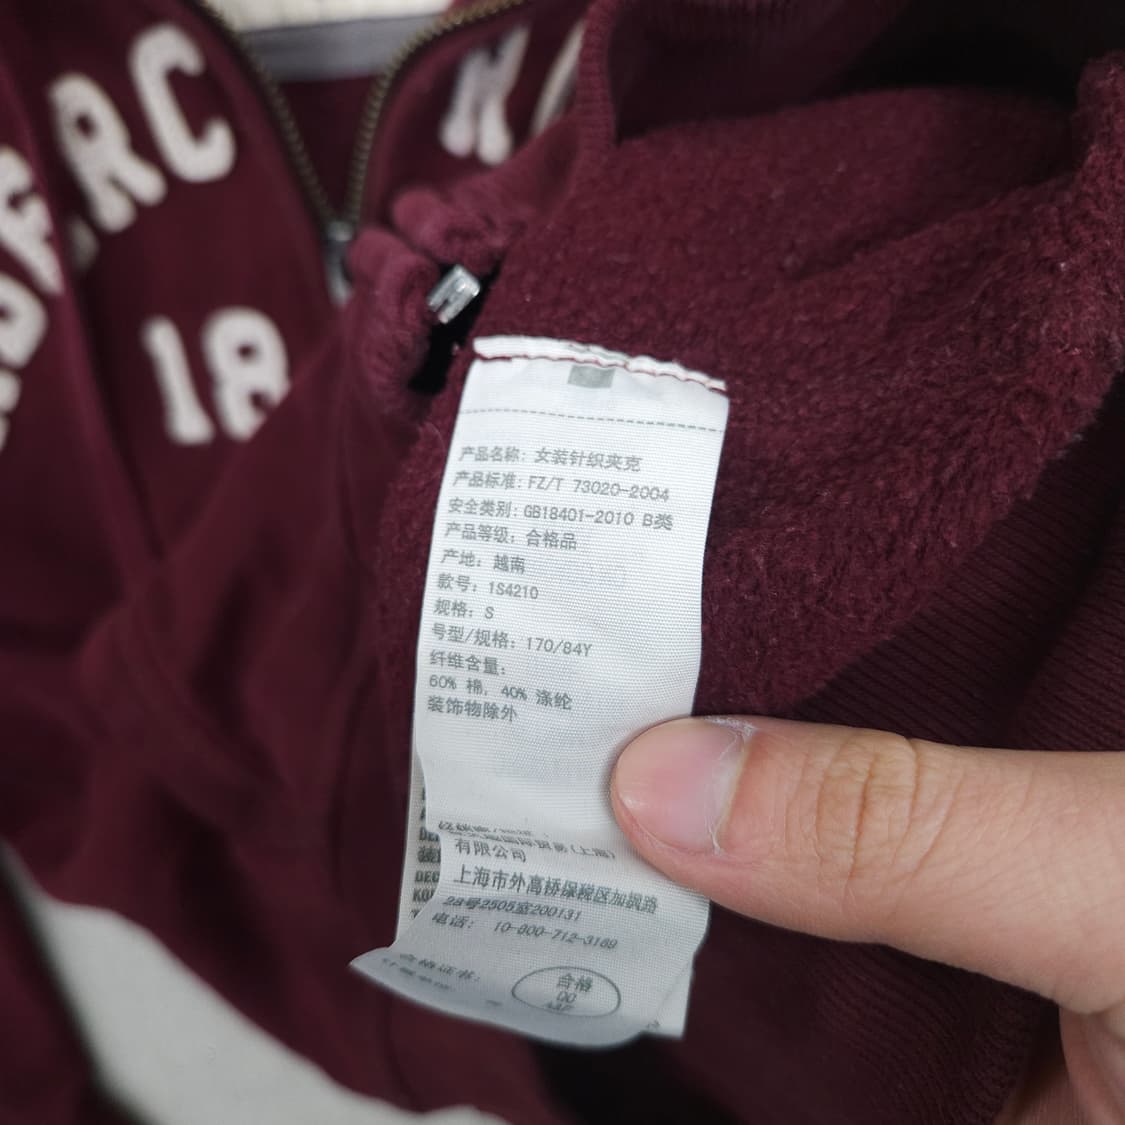 BERC
18
产品名称: 女装针织夹克
产品标准: FZ/T 73020-2004
安全类别: GB18401-2010 B类
产品等级: 合格品
产地: 越南
款号: 1S4210
规格: S
号型/规格: 170/84Y
纤维含量:
60% 棉, 40% 涤纶
装饰物除外
有限公司
上海市外高桥保税区加枫路
28号2505室200131
电话: 10-800-712-3169
合格证书:
合格